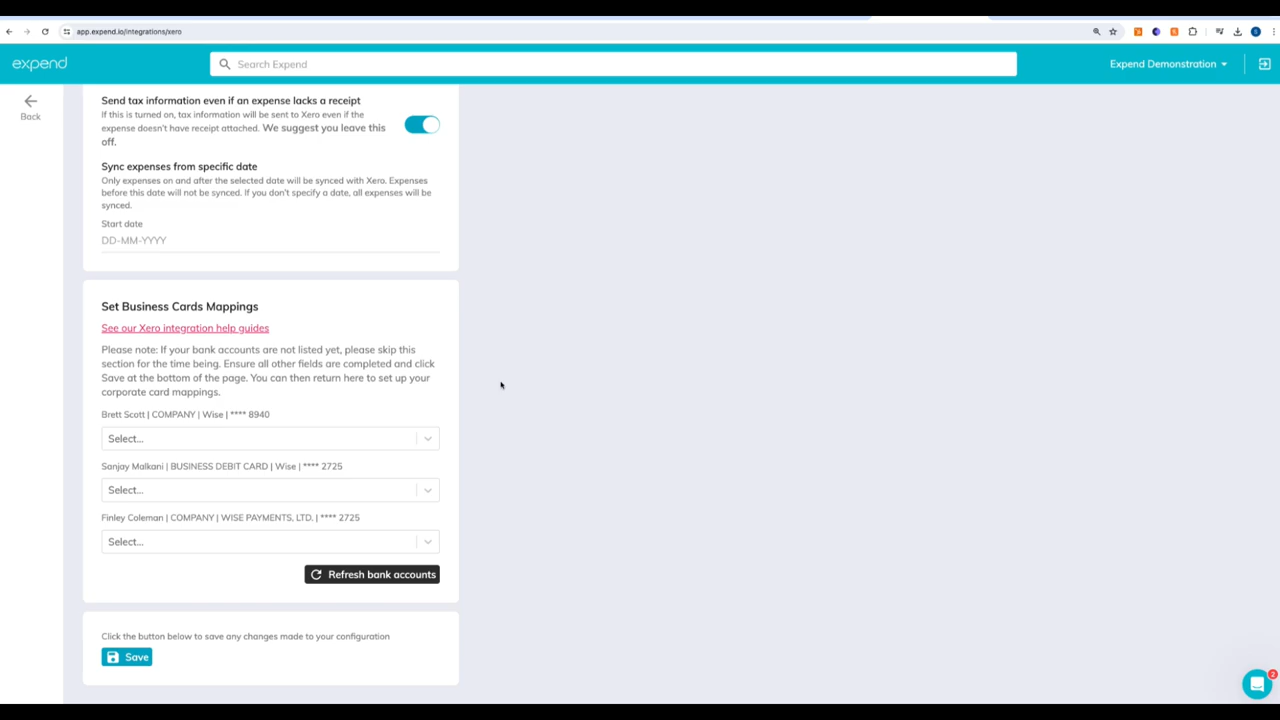 app.expend.io/integrations/xero
expend
Search Expend
Expend Demonstration
Back
Send tax information even if an expense lacks a receipt
If this is turned on, tax information will be sent to Xero even if the
expense doesn't have receipt attached. We suggest you leave this
off.
Sync expenses from specific date
Only expenses on and after the selected date will be synced with Xero. Expenses
before this date will not be synced. If you don't specify a date, all expenses will be
synced.
Start date
DD-MM-YYYY
Set Business Cards Mappings
See our Xero integration help guides
Please note: If your bank accounts are not listed yet, please skip this
section for the time being. Ensure all other fields are completed and click
Save at the bottom of the page. You can then return here to set up your
corporate card mappings.
Brett Scott | COMPANY | Wise | **** 8940
Select...
Sanjay Malkani | BUSINESS DEBIT CARD | Wise | **** 2725
Select...
Finley Coleman | COMPANY | WISE PAYMENTS, LTD. | **** 2725
Select...
Refresh bank accounts
Click the button below to save any changes made to your configuration
Save
2